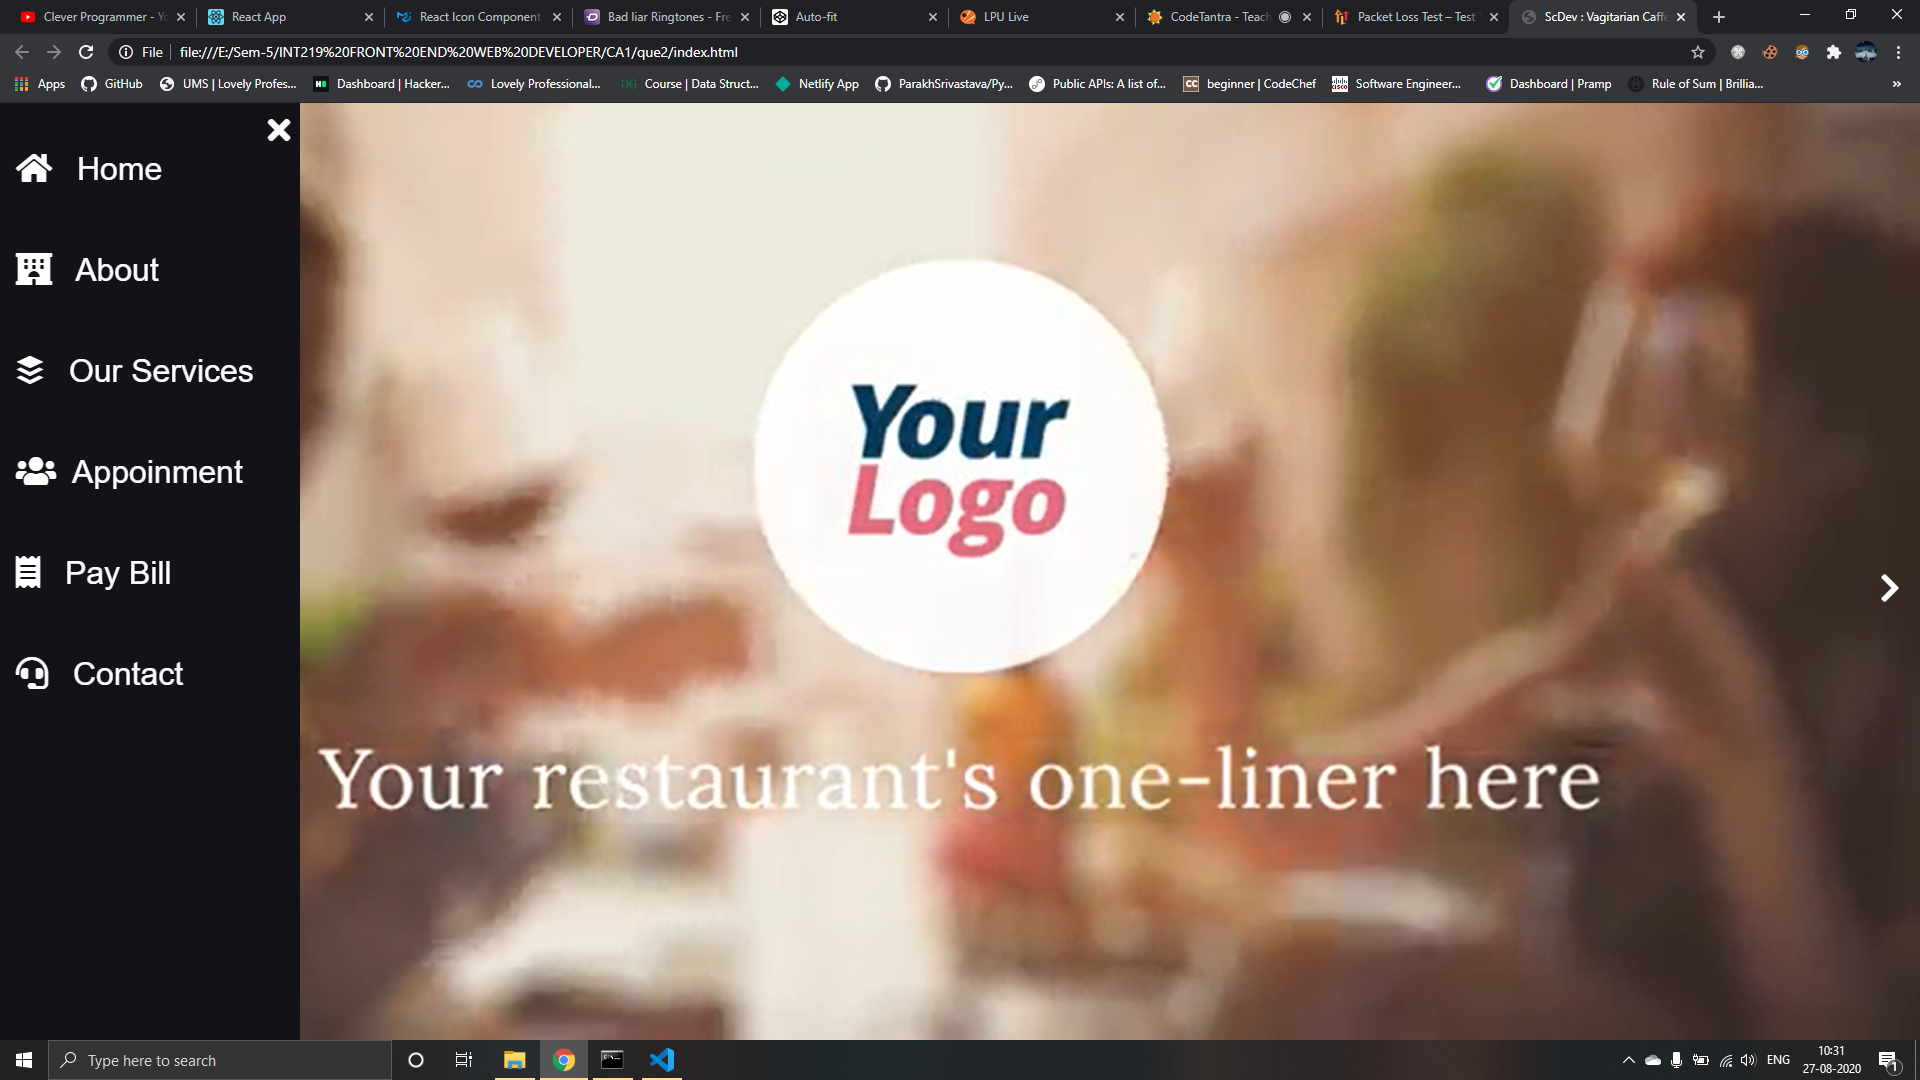 Clever Programmer - Yo
React App
React Icon Component
Bad liar Ringtones - Fre
Auto-fit
LPU Live
CodeTantra - Teach
Packet Loss Test – Test
ScDev : Vagitarian Caffe
File
file:///E:/Sem-5/INT219%20FRONT%20END%20WEB%20DEVELOPER/CA1/que2/index.html
Apps
GitHub
UMS | Lovely Profes...
Dashboard | Hacker...
Lovely Professional...
Course | Data Struct...
Netlify App
ParakhSrivastava/Py...
Public APIs: A list of...
beginner | CodeChef
Software Engineer...
Dashboard | Pramp
Rule of Sum | Brillia...
»
Home
About
Our Services
Appoinment
Pay Bill
Contact
Your
Logo
Your restaurant's one-liner here
Type here to search
ENG
10:31
27-08-2020
1